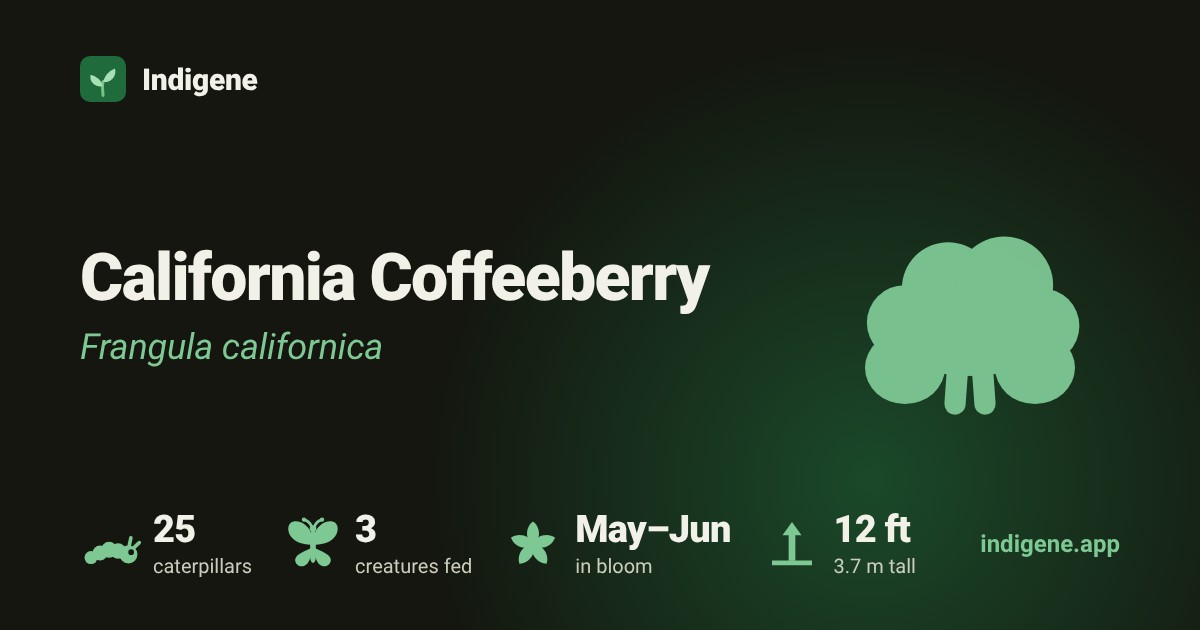 Indigene
California Coffeeberry
Frangula californica
25
caterpillars
3
creatures fed
May–Jun
in bloom
12 ft
3.7 m tall
indigene.app